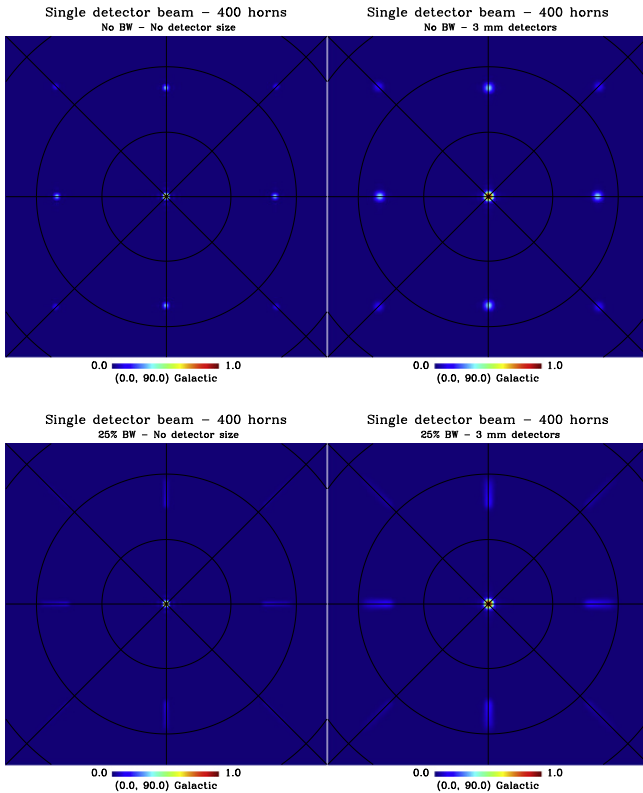 Single detector beam – 400 horns
No BW – No detector size
0.0 1.0
(0.0, 90.0) Galactic
Single detector beam – 400 horns
No BW – 3 mm detectors
0.0 1.0
(0.0, 90.0) Galactic
Single detector beam – 400 horns
25% BW – No detector size
0.0 1.0
(0.0, 90.0) Galactic
Single detector beam – 400 horns
25% BW – 3 mm detectors
0.0 1.0
(0.0, 90.0) Galactic